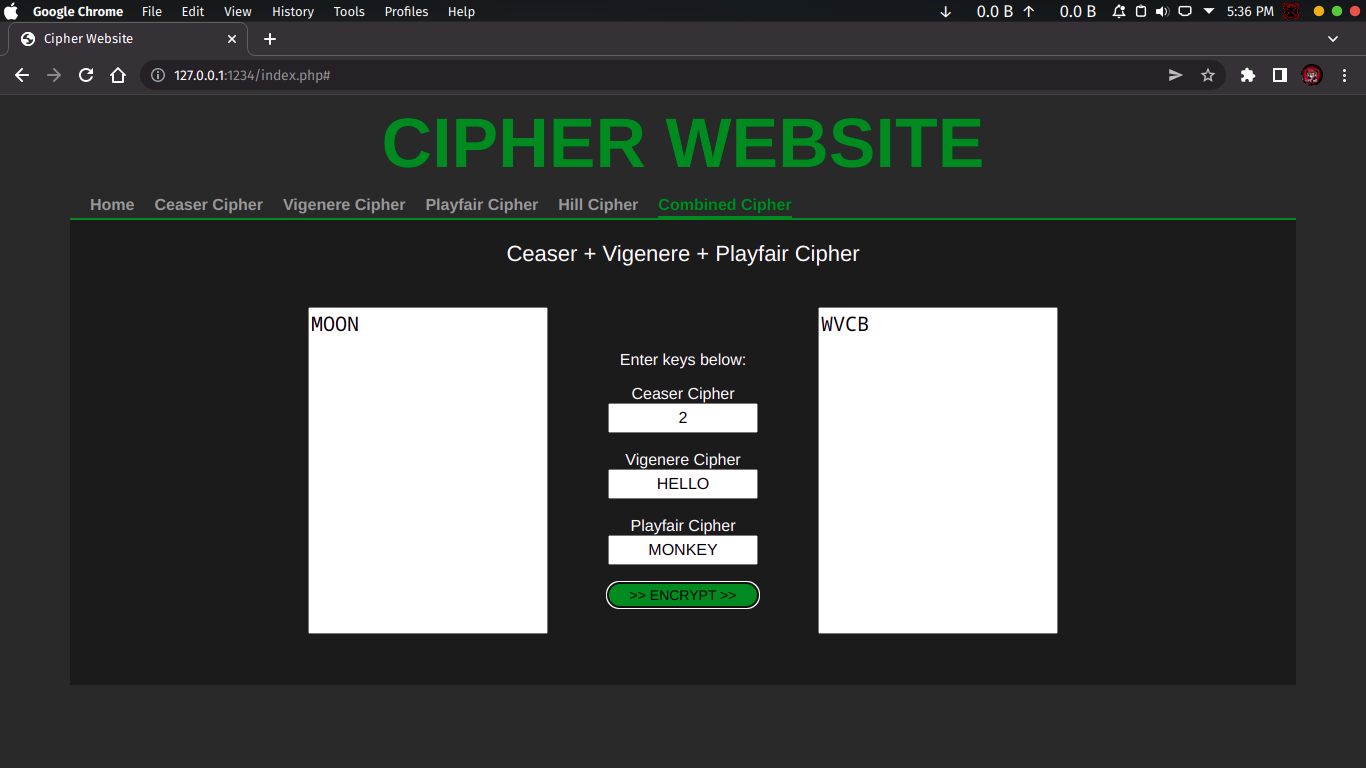 Google Chrome File Edit View History Tools Profiles Help 0.0 B 0.0 B 5:36 PM
Cipher Website
127.0.0.1:1234/index.php#
CIPHER WEBSITE
Home Ceaser Cipher Vigenere Cipher Playfair Cipher Hill Cipher Combined Cipher
Ceaser + Vigenere + Playfair Cipher
MOON
Enter keys below:
Ceaser Cipher
2
Vigenere Cipher
HELLO
Playfair Cipher
MONKEY
>> ENCRYPT >>
WVCB